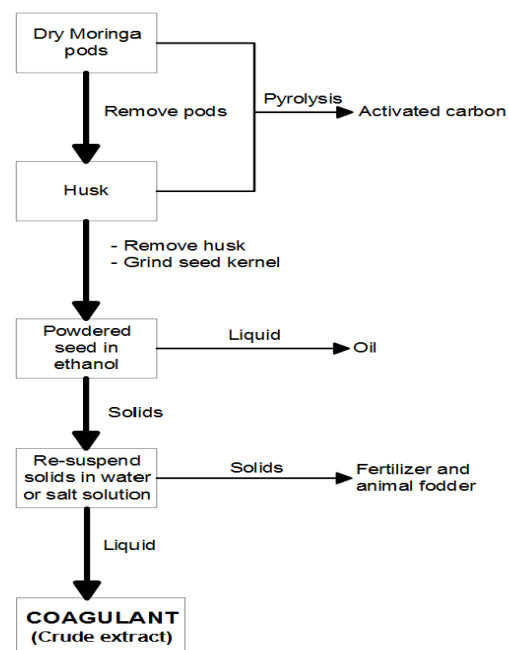 Dry Moringa
pods
Remove pods
Pyrolysis
Activated carbon
Husk
- Remove husk
- Grind seed kernel
Powdered
seed in
ethanol
Liquid
Oil
Solids
Re-suspend
solids in water
or salt solution
Solids
Fertilizer and
animal fodder
Liquid
COAGULANT
(Crude extract)